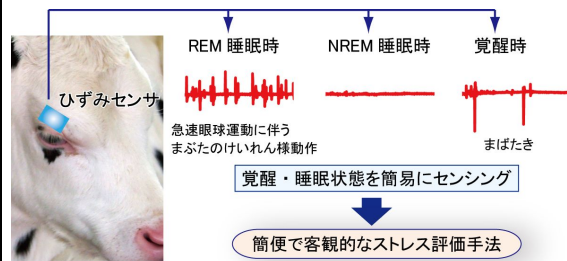 REM 睡眠時
NREM 睡眠時
覚醒時
ひずみセンサ
急速眼球運動に伴う
まぶたのけいれん様動作
まばたき
覚醒・睡眠状態を簡易にセンシング
簡便で客観的なストレス評価手法